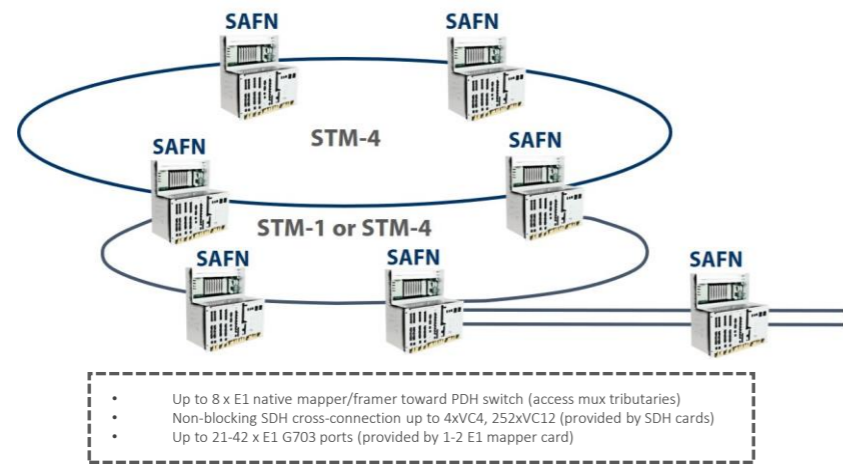 SAFN SAFN
STM-4
SAFN SAFN
STM-1 or STM-4
SAFN SAFN SAFN
• Up to 8 x E1 native mapper/framer toward PDH switch (access mux tributaries)
• Non-blocking SDH cross-connection up to 4xVC4, 252xVC12 (provided by SDH cards)
• Up to 21-42 x E1 G703 ports (provided by 1-2 E1 mapper card)